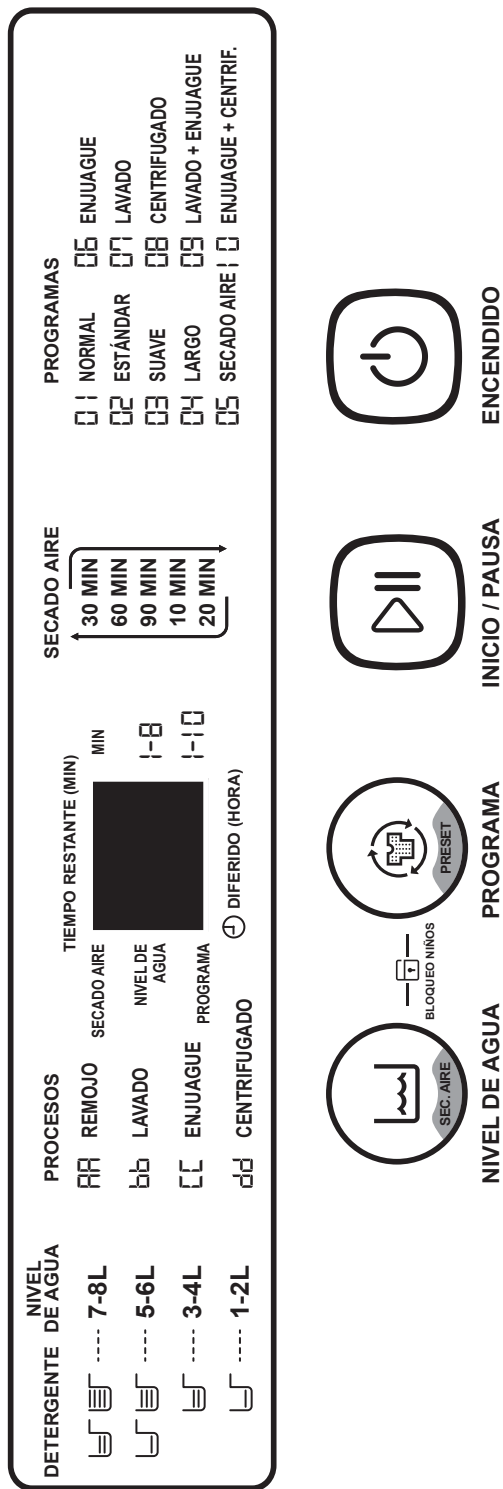 DETERGENTE
NIVEL
DE AGUA
---- 7-8L
---- 5-6L
---- 3-4L
---- 1-2L
PROCESOS
AA REMOJO
bb LAVADO
CC ENJUAGUE
dd CENTRIFUGADO
TIEMPO RESTANTE (MIN)
SECADO AIRE
MIN
NIVEL DE
AGUA
1-8
PROGRAMA
1-10
DIFERIDO (HORA)
SECADO AIRE
30 MIN
60 MIN
90 MIN
10 MIN
20 MIN
PROGRAMAS
01 NORMAL
02 ESTÁNDAR
03 SUAVE
04 LARGO
05 SECADO AIRE
06 ENJUAGUE
07 LAVADO
08 CENTRIFUGADO
09 LAVADO + ENJUAGUE
10 ENJUAGUE + CENTRIF.
SEC. AIRE
NIVEL DE AGUA
BLOQUEO NIÑOS
PRESET
PROGRAMA
INICIO / PAUSA
ENCENDIDO